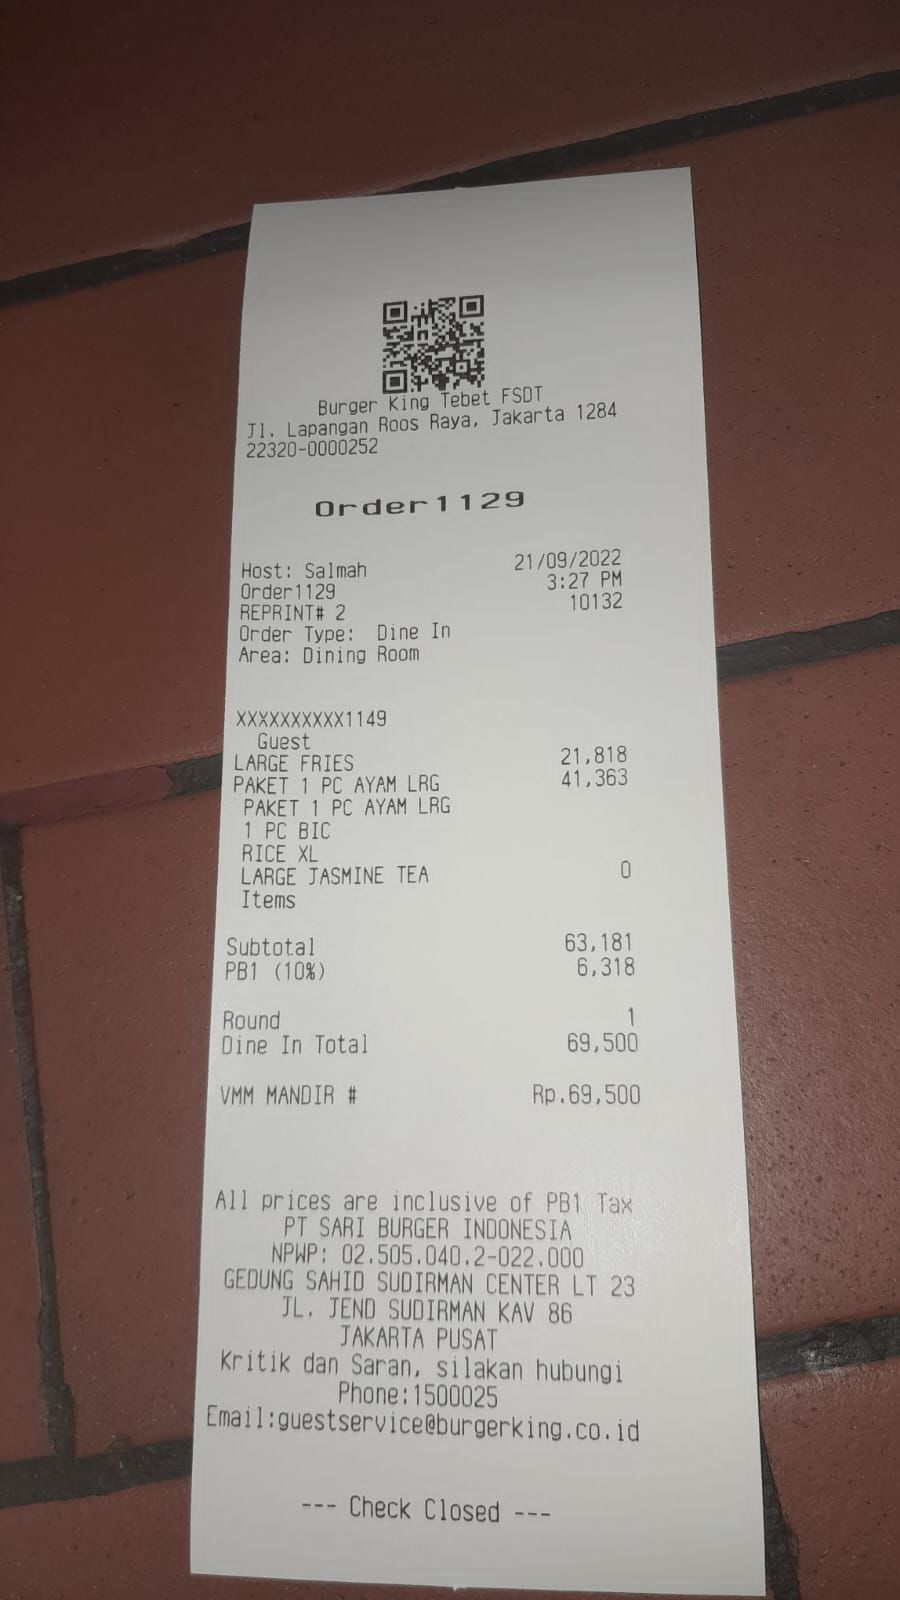 Burger King Tebet FSDT
Jl. Lapangan Roos Raya, Jakarta 1284
22320-0000252
Order1129
Host: Salmah 21/09/2022
Order1129 3:27 PM
REPRINT# 2 10132
Order Type: Dine In
Area: Dining Room
XXXXXXXXXX1149
Guest
LARGE FRIES 21,818
PAKET 1 PC AYAM LRG 41,363
PAKET 1 PC AYAM LRG
1 PC BIC
RICE XL
LARGE JASMINE TEA 0
Items
Subtotal 63,181
PB1 (10%) 6,318
Round 1
Dine In Total 69,500
VMM MANDIR # Rp.69,500
All prices are inclusive of PB1 Tax
PT SARI BURGER INDONESIA
NPWP: 02.505.040.2-022.000
GEDUNG SAHID SUDIRMAN CENTER LT 23
JL. JEND SUDIRMAN KAV 86
JAKARTA PUSAT
Kritik dan Saran, silakan hubungi
Phone:1500025
Email:guestservice@burgerking.co.id
--- Check Closed ---